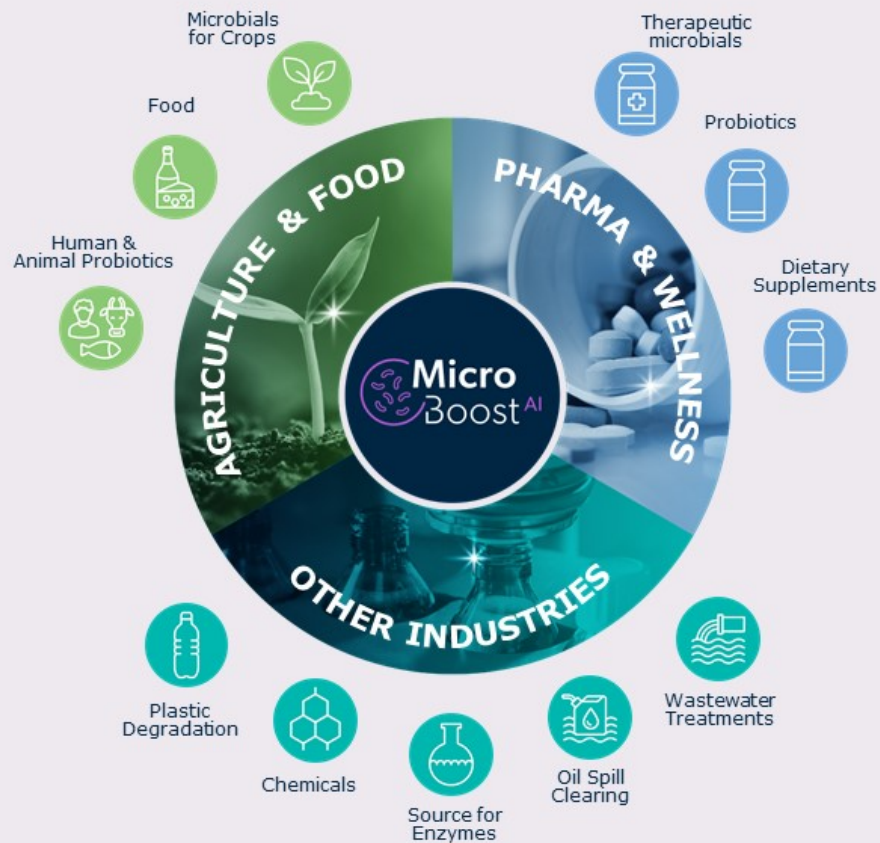 Microbials
for Crops
Food
Human &
Animal Probiotics
Therapeutic
microbials
Probiotics
Dietary
Supplements
AGRICULTURE & FOOD
PHARMA & WELLNESS
Micro
Boost AI
OTHER INDUSTRIES
Plastic
Degradation
Chemicals
Source for
Enzymes
Oil Spill
Clearing
Wastewater
Treatments